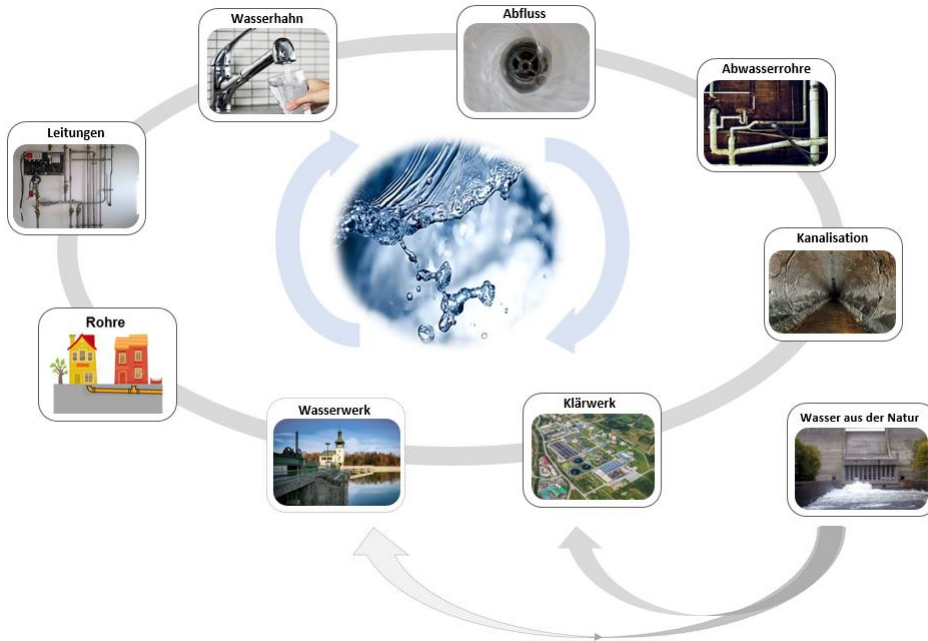 Wasserhahn
Abfluss
Abwasserrohre
Leitungen
Kanalisation
Rohre
Wasserwerk
Klärwerk
Wasser aus der Natur